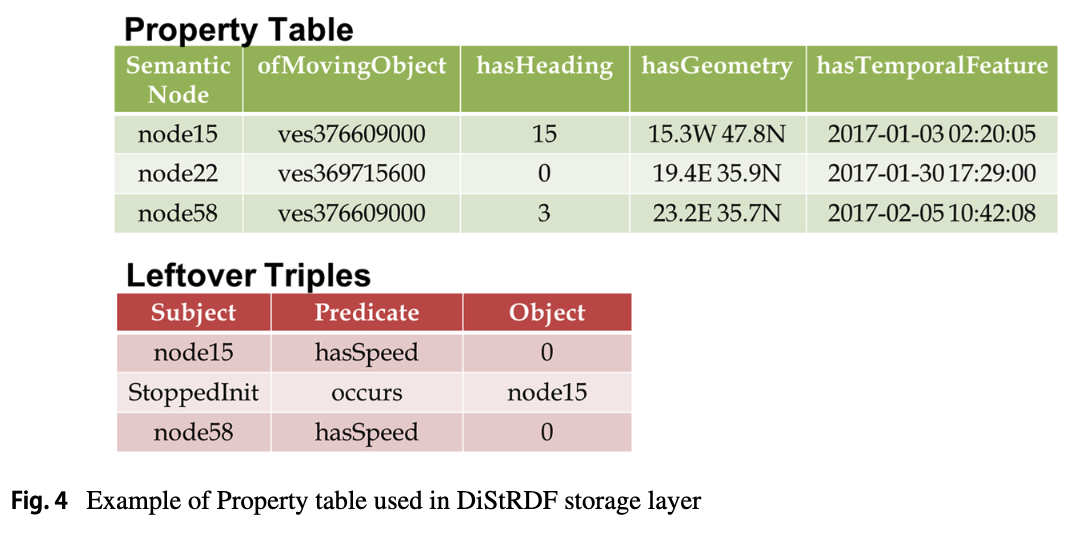 Property Table
Semantic Node ofMovingObject hasHeading hasGeometry hasTemporalFeature
node15 ves376609000 15 15.3W 47.8N 2017-01-03 02:20:05
node22 ves369715600 0 19.4E 35.9N 2017-01-30 17:29:00
node58 ves376609000 3 23.2E 35.7N 2017-02-05 10:42:08
Leftover Triples
Subject Predicate Object
node15 hasSpeed 0
StoppedInit occurs node15
node58 hasSpeed 0
Fig. 4 Example of Property table used in DiStRDF storage layer